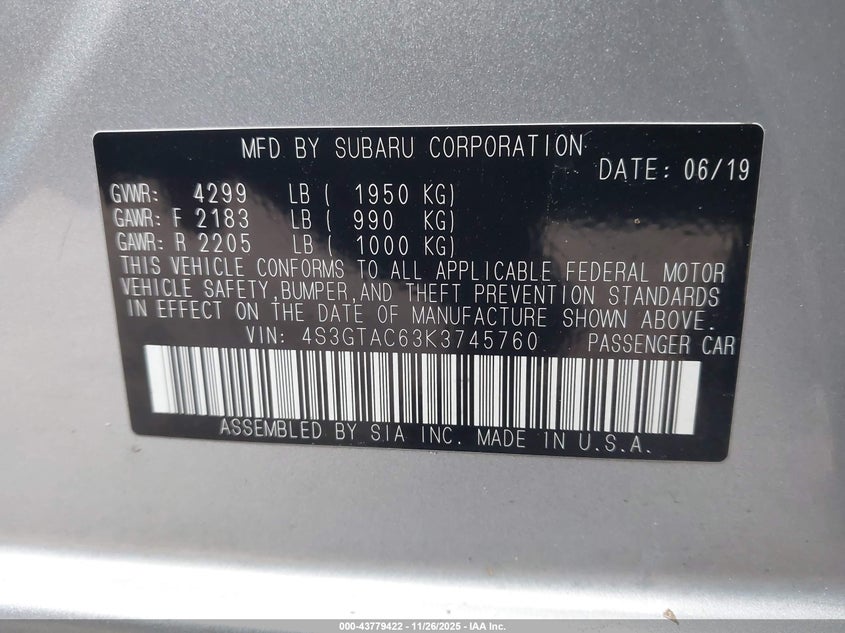 MFD BY SUBARU CORPORATION
DATE: 06/19
GVWR: 4299 LB ( 1950 KG)
GAWR: F 2183 LB ( 990 KG)
GAWR: R 2205 LB ( 1000 KG)
THIS VEHICLE CONFORMS TO ALL APPLICABLE FEDERAL MOTOR
VEHICLE SAFETY,BUMPER,AND THEFT PREVENTION STANDARDS
IN EFFECT ON THE DATE OF MANUFACTURE SHOWN ABOVE.
VIN: 4S3GTAC63K3745760 PASSENGER CAR
ASSEMBLED BY SIA INC. MADE IN U.S.A.
000-43779422 - 11/26/2025 - IAA Inc.